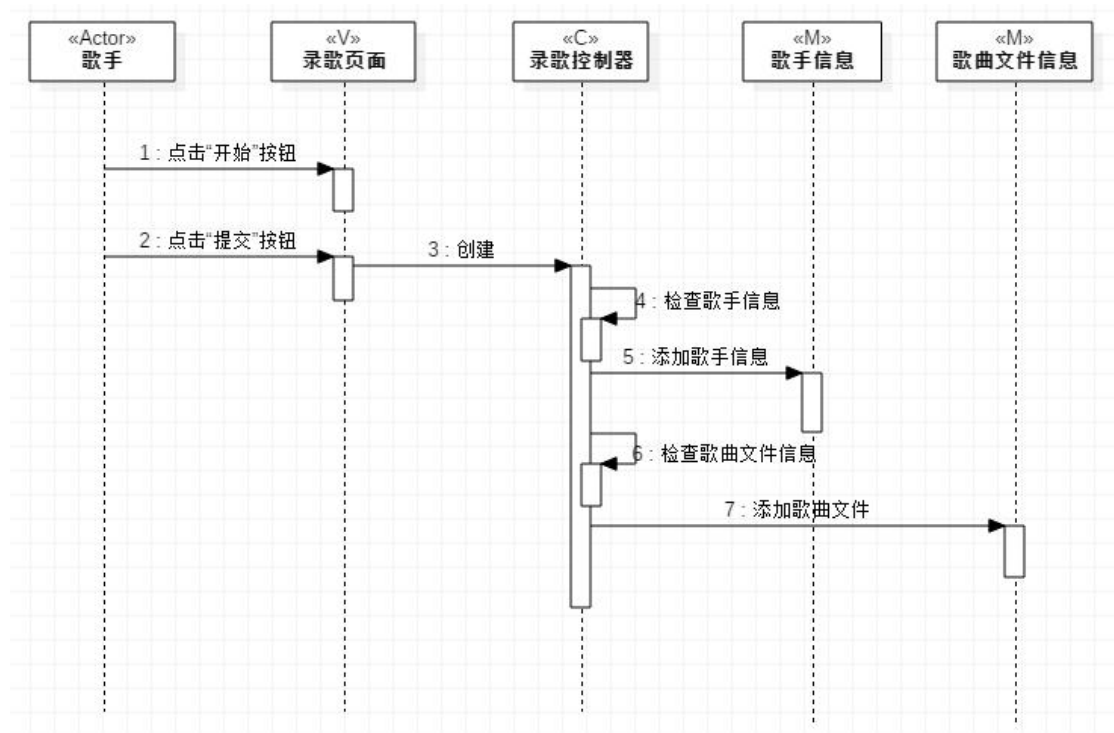 «Actor»
歌手
«V»
录歌页面
«C»
录歌控制器
«M»
歌手信息
«M»
歌曲文件信息
1 : 点击“开始”按钮
2 : 点击“提交”按钮
3 : 创建
4 : 检查歌手信息
5 : 添加歌手信息
6 : 检查歌曲文件信息
7 : 添加歌曲文件